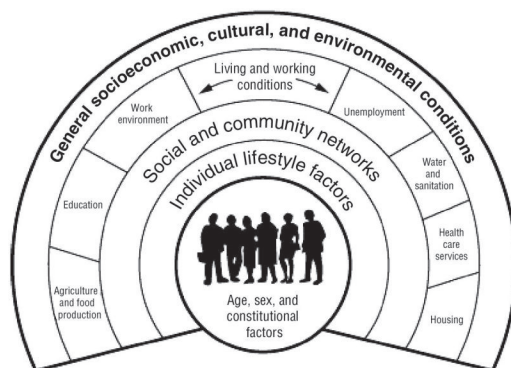 General socioeconomic, cultural, and environmental conditions
Living and working
conditions
Work
environment
Unemployment
Social and community networks
Water
and
sanitation
Individual lifestyle factors
Education
Health
care
services
Agriculture
and food
production
Age, sex, and
constitutional
factors
Housing